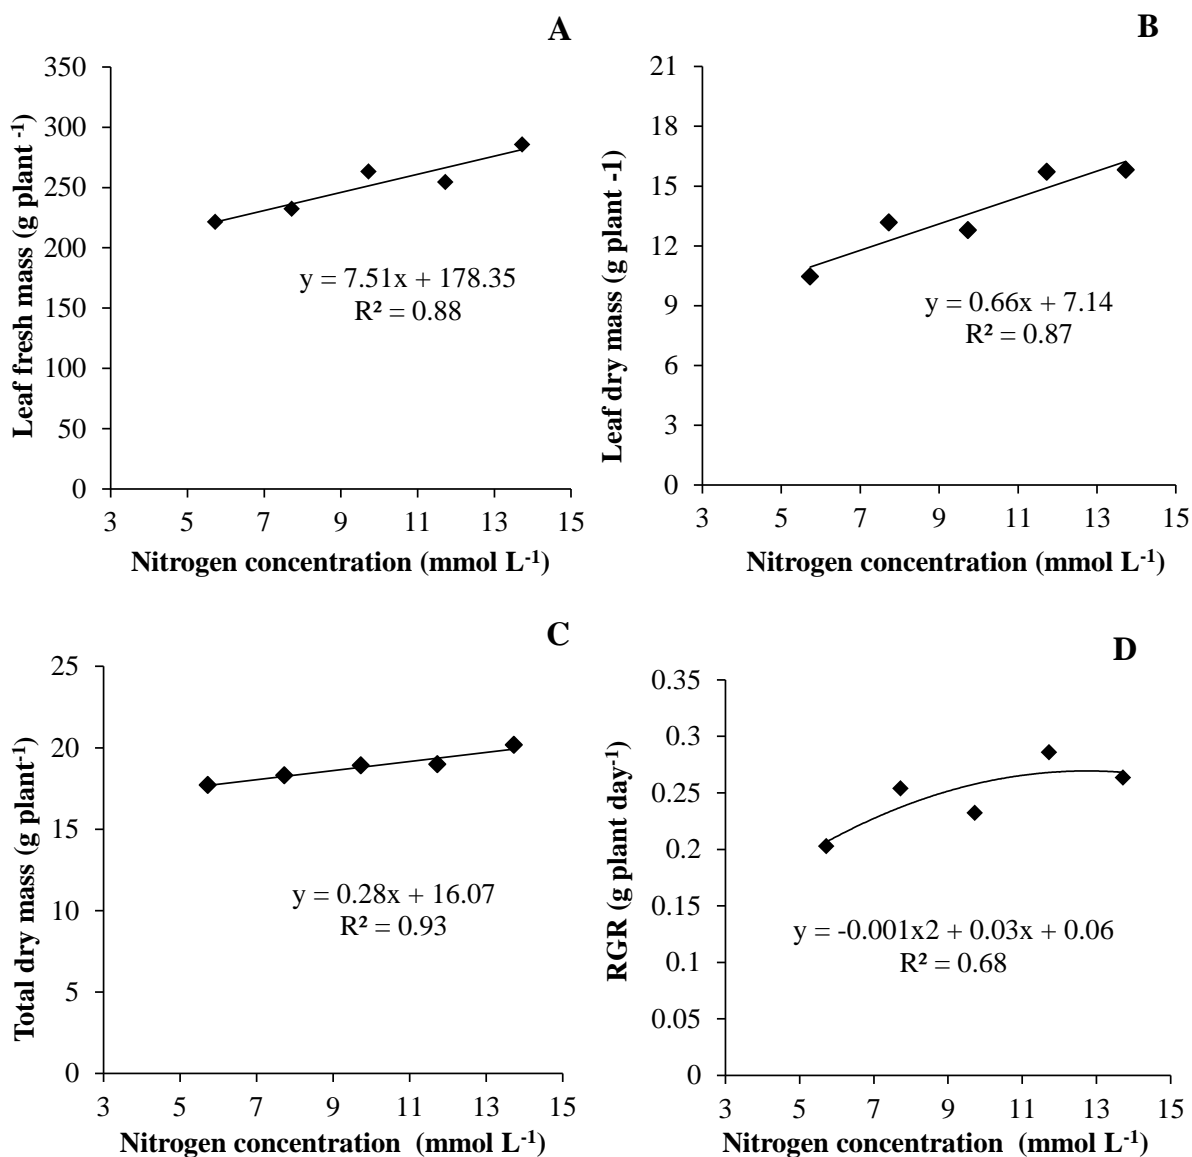 A
350
300
250
200
150
100
50
0
Leaf fresh mass (g plant ⁻¹)
y = 7.51x + 178.35
R² = 0.88
3 5 7 9 11 13 15
Nitrogen concentration (mmol L⁻¹)
B
21
18
15
12
9
6
3
0
Leaf dry mass (g plant -1)
y = 0.66x + 7.14
R² = 0.87
3 5 7 9 11 13 15
Nitrogen concentration (mmol L⁻¹)
C
25
20
15
10
5
0
Total dry mass (g plant⁻¹)
y = 0.28x + 16.07
R² = 0.93
3 5 7 9 11 13 15
Nitrogen concentration (mmol L⁻¹)
D
0.35
0.3
0.25
0.2
0.15
0.1
0.05
0
RGR (g plant day⁻¹)
y = -0.001x2 + 0.03x + 0.06
R² = 0.68
3 5 7 9 11 13 15
Nitrogen concentration (mmol L⁻¹)